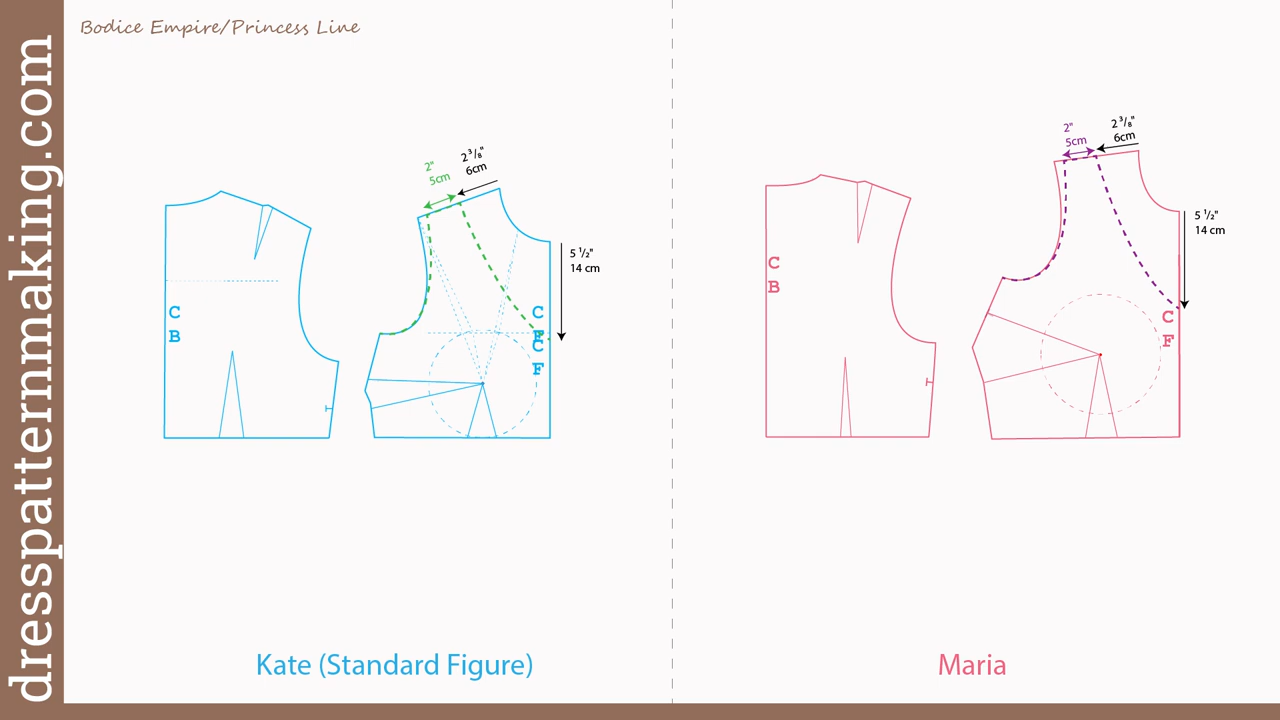 dresspatternmaking.com
Bodice Empire/Princess Line
2"
5cm
2 3/8"
6cm
5 1/2"
14 cm
C
B
C
F
C
F
Kate (Standard Figure)
2"
5cm
2 3/8"
6cm
5 1/2"
14 cm
C
B
C
F
Maria